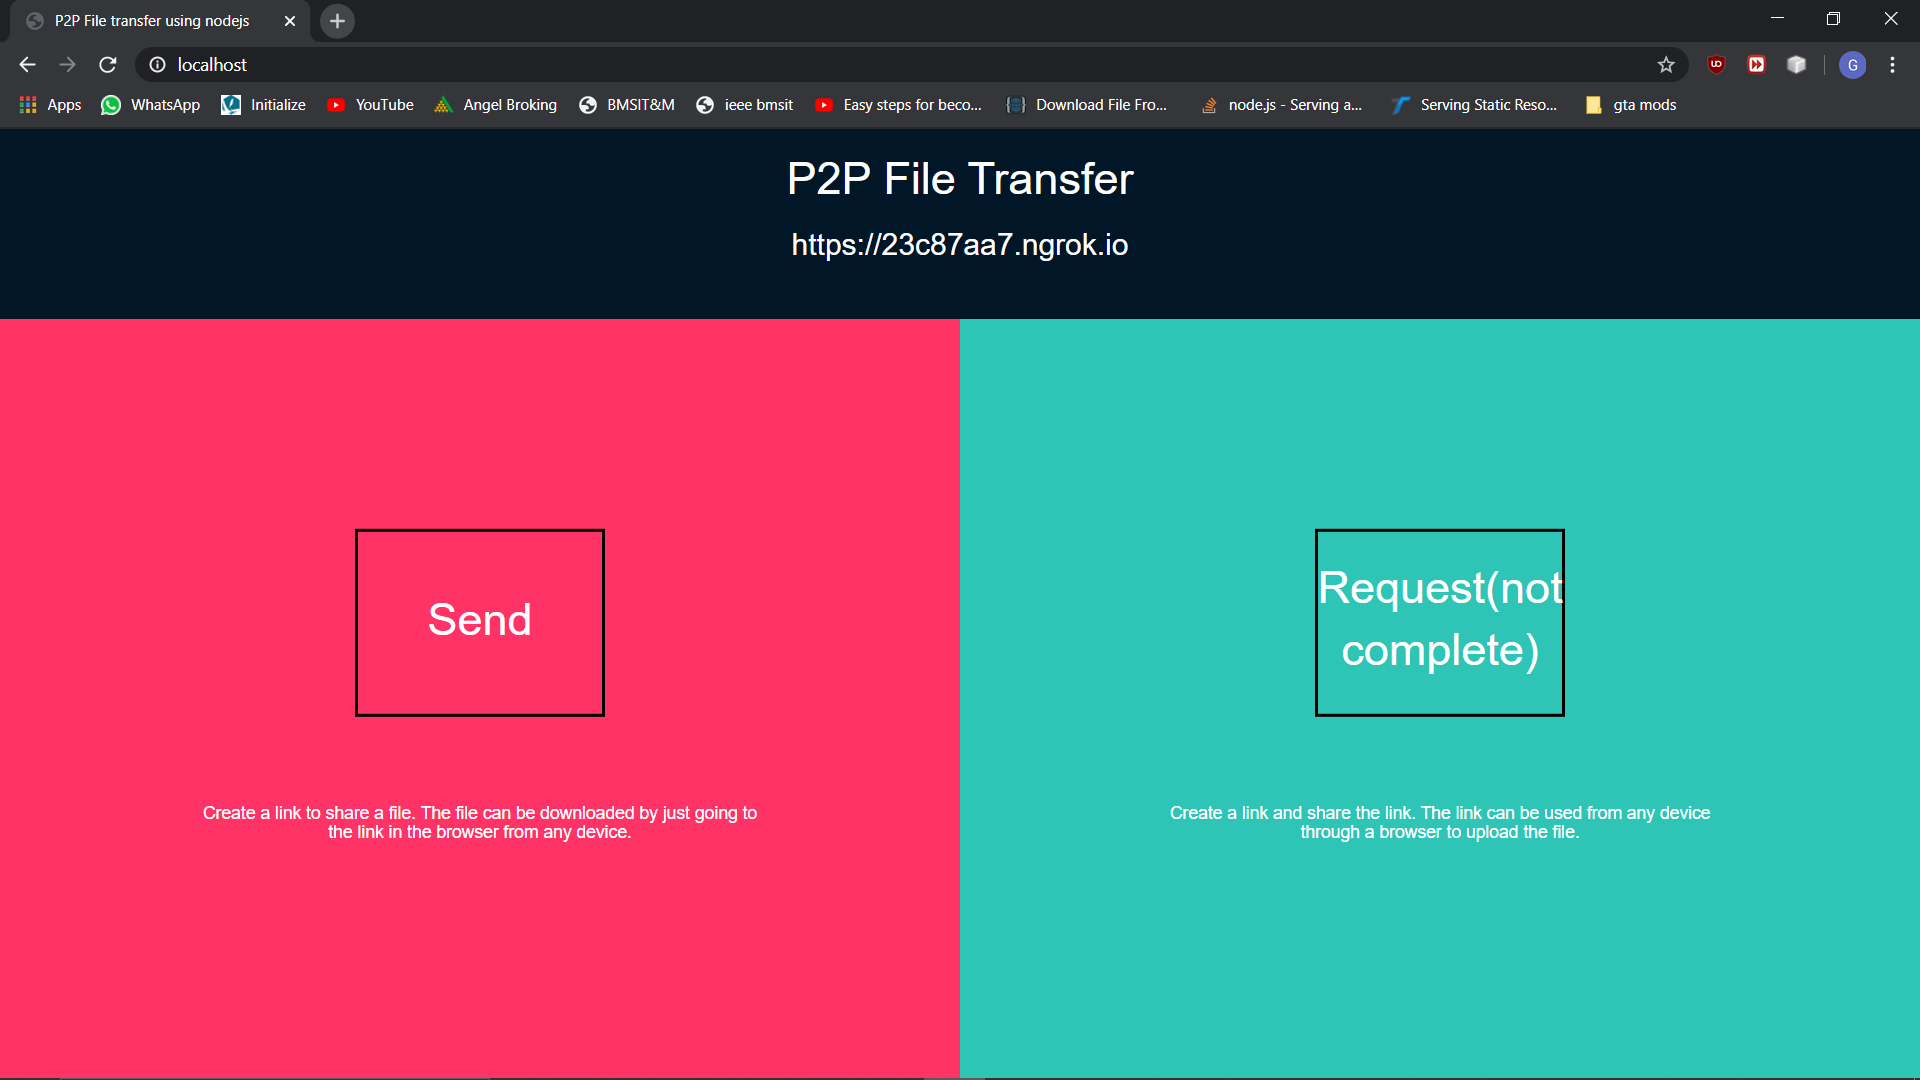 P2P File transfer using nodejs
localhost
G
Apps WhatsApp Initialize YouTube Angel Broking BMSIT&M ieee bmsit Easy steps for beco... Download File Fro... node.js - Serving a... Serving Static Reso... gta mods
P2P File Transfer
https://23c87aa7.ngrok.io
Send
Create a link to share a file. The file can be downloaded by just going to
the link in the browser from any device.
Request(not
complete)
Create a link and share the link. The link can be used from any device
through a browser to upload the file.